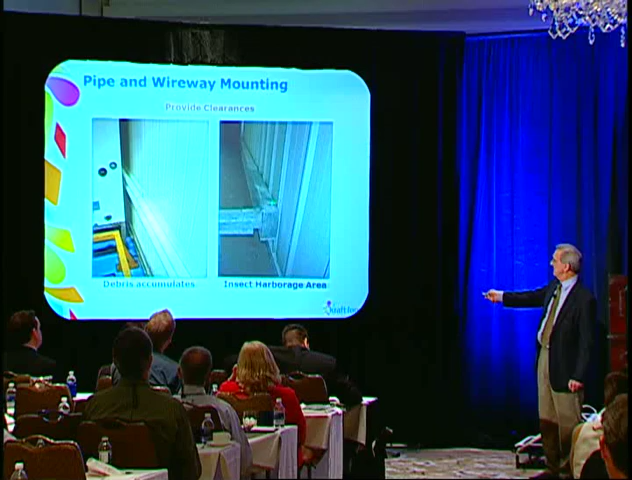 Pipe and Wireway Mounting
Provide Clearances
Debris accumulates
Insect Harborage Area